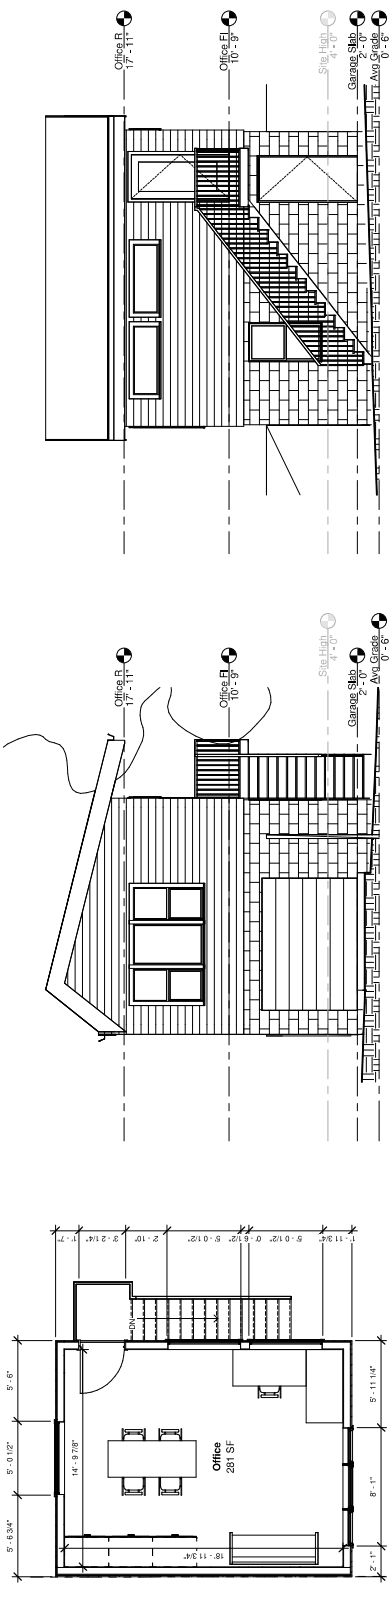 Office R
17' - 11"
Office Fl
10' - 9"
Site High
4' - 0"
Garage Slab
2' - 0"
Avg Grade
0' - 6"
Office R
17' - 11"
Office Fl
10' - 9"
Site High
4' - 0"
Garage Slab
2' - 0"
Avg Grade
0' - 6"
1' - 7"
3' - 2 1/4"
2' - 10"
5' - 0 1/2"
0' - 6 1/2"
5' - 0 1/2"
1' - 11 3/4"
5' - 6"
5' - 0 1/2"
5' - 6 3/4"
14' - 9 7/8"
DN
Office
281 SF
18' - 11 3/4"
5' - 11 1/4"
8' - 1"
2' - 1"